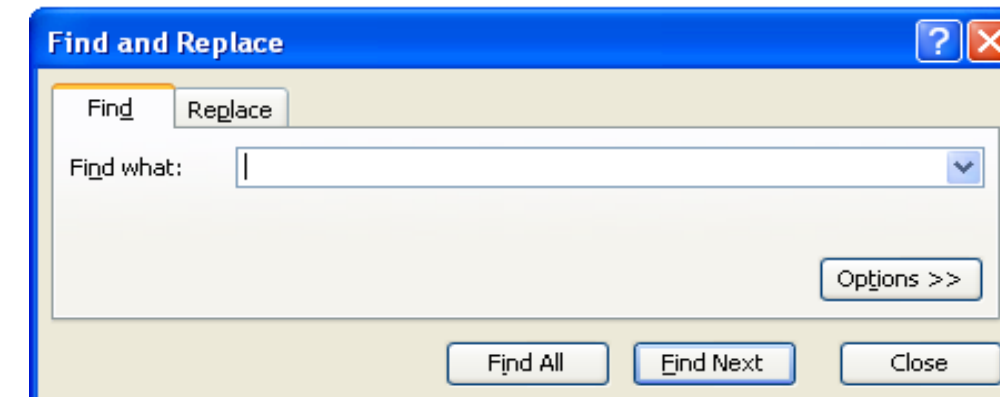 Find and Replace
Find Replace
Find what:
Options >>
Find All Find Next Close